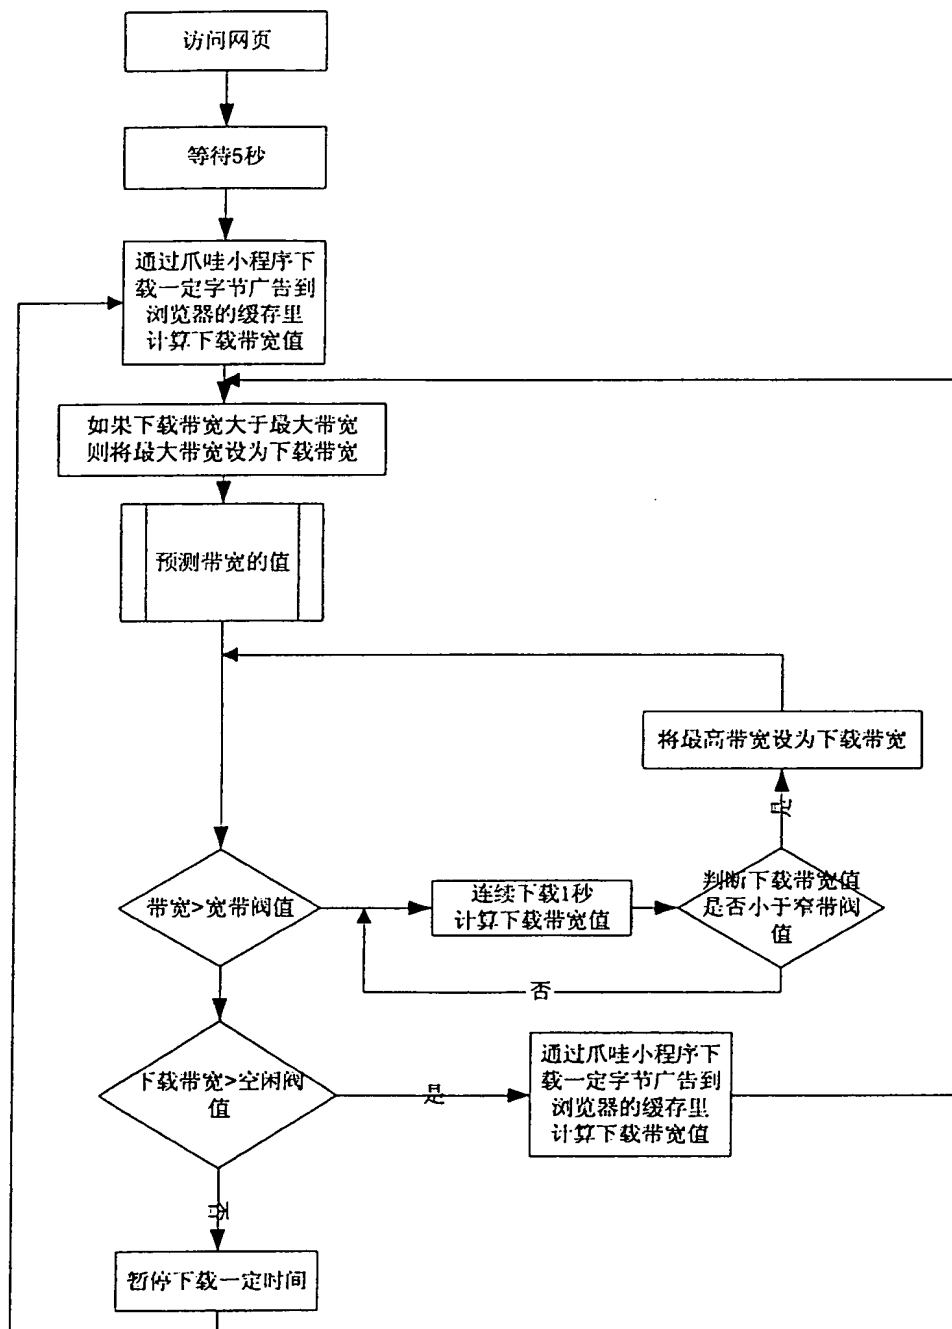 访问网页
等待5秒
通过爪哇小程序下
载一定字节广告到
浏览器的缓存里
计算下载带宽值
如果下载带宽大于最大带宽
则将最大带宽设为下载带宽
预测带宽的值
将最高带宽设为下载带宽
是
带宽>宽带阀值
连续下载1秒
计算下载带宽值
判断下载带宽值
是否小于窄带阀
值
否
下载带宽>空闲阀
值
是
通过爪哇小程序下
载一定字节广告到
浏览器的缓存里
计算下载带宽值
否
暂停下载一定时间